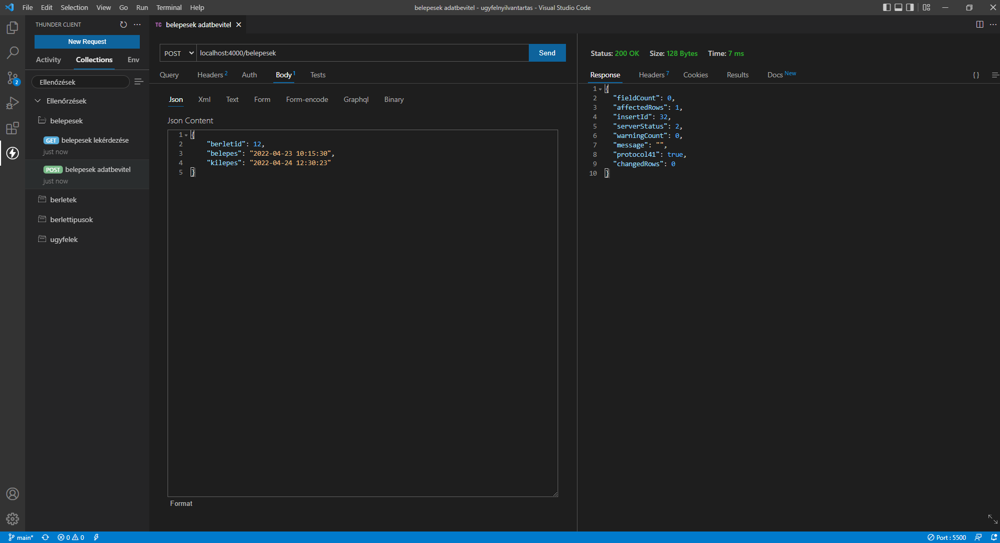 File Edit Selection View Go Run Terminal Help
belepesek adatbevitel - ugyfelnyilvantartas - Visual Studio Code
THUNDER CLIENT
New Request
Activity Collections Env
Ellenőzések
Ellenőrzések
belepesek
GET belepesek lekérdezése
just now
POST belepesek adatbevitel
just now
berletek
berlettipusok
ugyfelek
2
TC belepesek adatbevitel
POST localhost:4000/belepesek Send
Query Headers 2 Auth Body 1 Tests
Json Xml Text Form Form-encode Graphql Binary
Json Content
1 {
2 "berletid": 12,
3 "belepes": "2022-04-23 10:15:30",
4 "kilepes": "2022-04-24 12:30:23"
5 }
Format
Status: 200 OK Size: 128 Bytes Time: 7 ms
Response Headers 7 Cookies Results Docs New { }
1 {
2 "fieldCount": 0,
3 "affectedRows": 1,
4 "insertId": 32,
5 "serverStatus": 2,
6 "warningCount": 0,
7 "message": "",
8 "protocol41": true,
9 "changedRows": 0
10 }
main* 0 0 Port : 5500